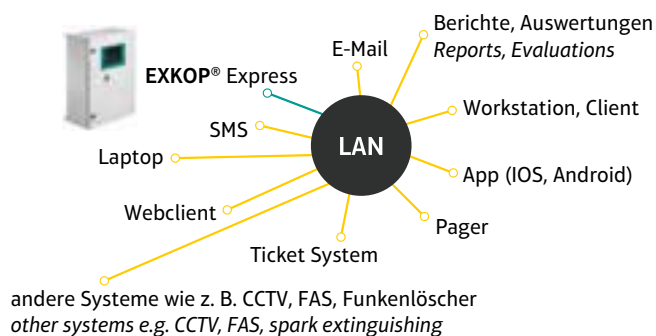 Berichte, Auswertungen
Reports, Evaluations
E-Mail
EXKOP® Express
Workstation, Client
SMS
LAN
Laptop
App (IOS, Android)
Webclient
Pager
Ticket System
andere Systeme wie z. B. CCTV, FAS, Funkenlöscher
other systems e.g. CCTV, FAS, spark extinguishing